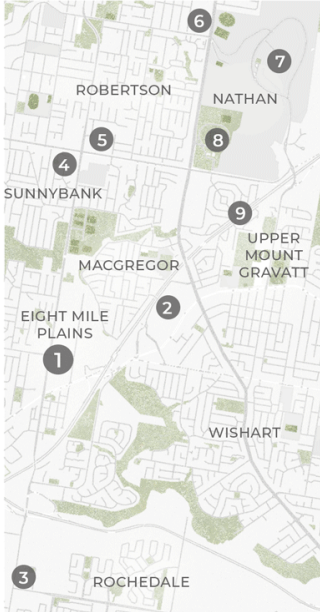 6
7
ROBERTSON
NATHAN
5
8
4
SUNNYBANK
9
UPPER
MOUNT
GRAVATT
MACGREGOR
2
EIGHT MILE
PLAINS
1
WISHART
3
ROCHEDALE